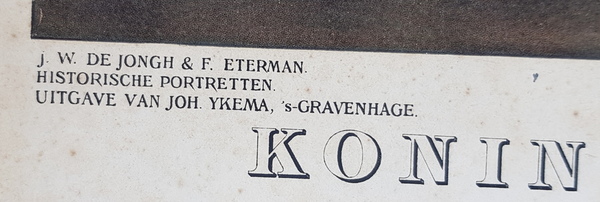 J. W. DE JONGH & F. ETERMAN.
HISTORISCHE PORTRETTEN.
UITGAVE VAN JOH. YKEMA, 's-GRAVENHAGE.
KONIN